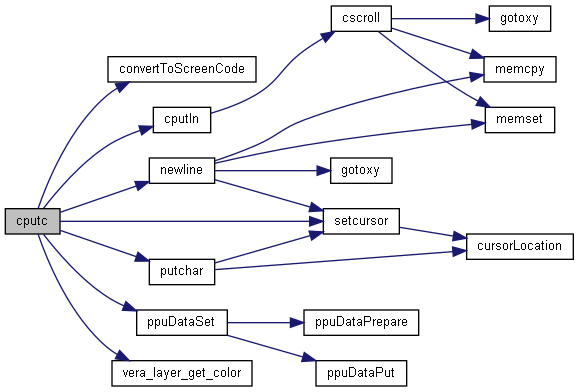 cscroll
gotoxy
convertToScreenCode
memcpy
cputln
memset
newline
gotoxy
cputc
setcursor
cursorLocation
putchar
ppuDataSet
ppuDataPrepare
vera_layer_get_color
ppuDataPut